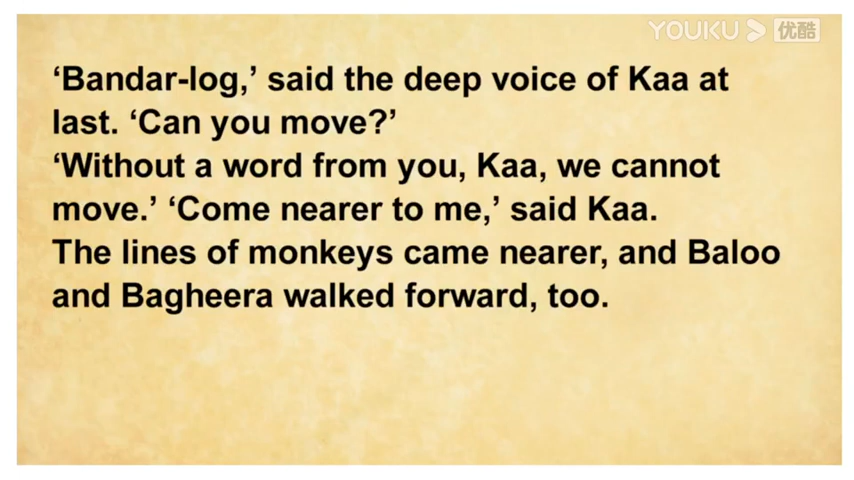 YOUKU 优酷
‘Bandar-log,’ said the deep voice of Kaa at
last. ‘Can you move?’
‘Without a word from you, Kaa, we cannot
move.’ ‘Come nearer to me,’ said Kaa.
The lines of monkeys came nearer, and Baloo
and Bagheera walked forward, too.